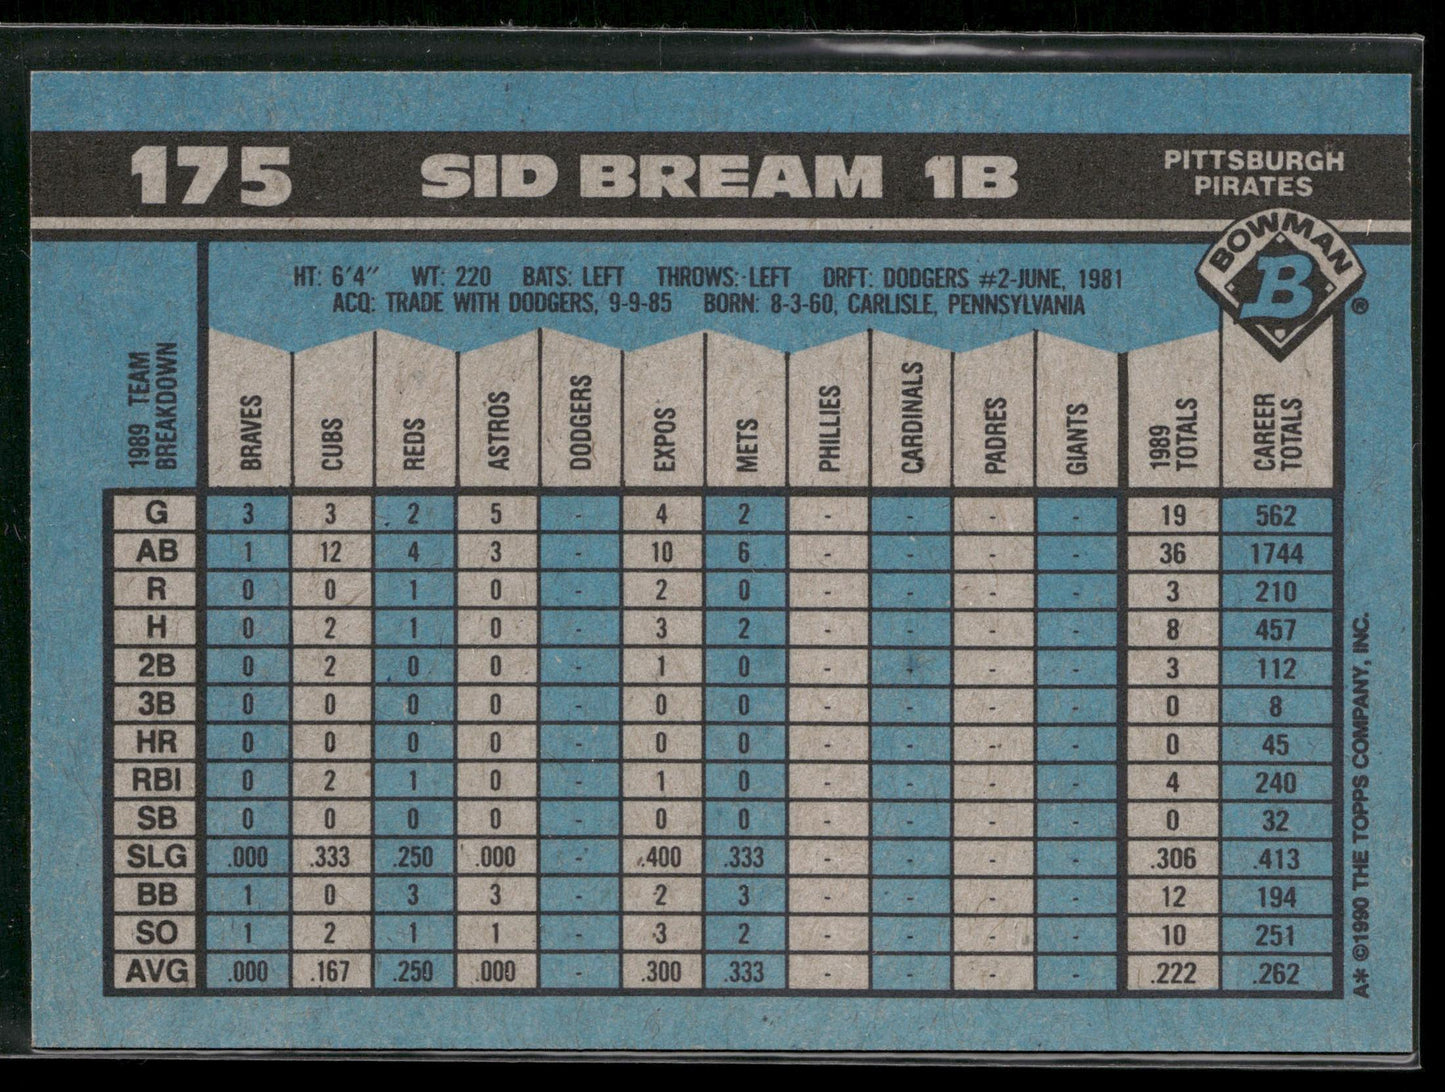 175 SID BREAM 1B PITTSBURGH
PIRATES
BOWMAN
B
®
HT: 6'4" WT: 220 BATS: LEFT THROWS: LEFT DRFT: DODGERS #2-JUNE, 1981
ACQ: TRADE WITH DODGERS, 9-9-85 BORN: 8-3-60, CARLISLE, PENNSYLVANIA
1989 TEAM
BREAKDOWN
BRAVES
CUBS
REDS
ASTROS
DODGERS
EXPOS
METS
PHILLIES
CARDINALS
PADRES
GIANTS
1989
TOTALS
CAREER
TOTALS
G 3 3 2 5 - 4 2 - - - - 19 562
AB 1 12 4 3 - 10 6 - - - - 36 1744
R 0 0 1 0 - 2 0 - - - - 3 210
H 0 2 1 0 - 3 2 - - - - 8 457
2B 0 2 0 0 - 1 0 - - - - 3 112
3B 0 0 0 0 - 0 0 - - - - 0 8
HR 0 0 0 0 - 0 0 - - - - 0 45
RBI 0 2 1 0 - 1 0 - - - - 4 240
SB 0 0 0 0 - 0 0 - - - - 0 32
SLG .000 .333 .250 .000 - .400 .333 - - - - .306 .413
BB 1 0 3 3 - 2 3 - - - - 12 194
SO 1 2 1 1 - 3 2 - - - - 10 251
AVG .000 .167 .250 .000 - .300 .333 - - - - .222 .262
A* ©1990 THE TOPPS COMPANY, INC.